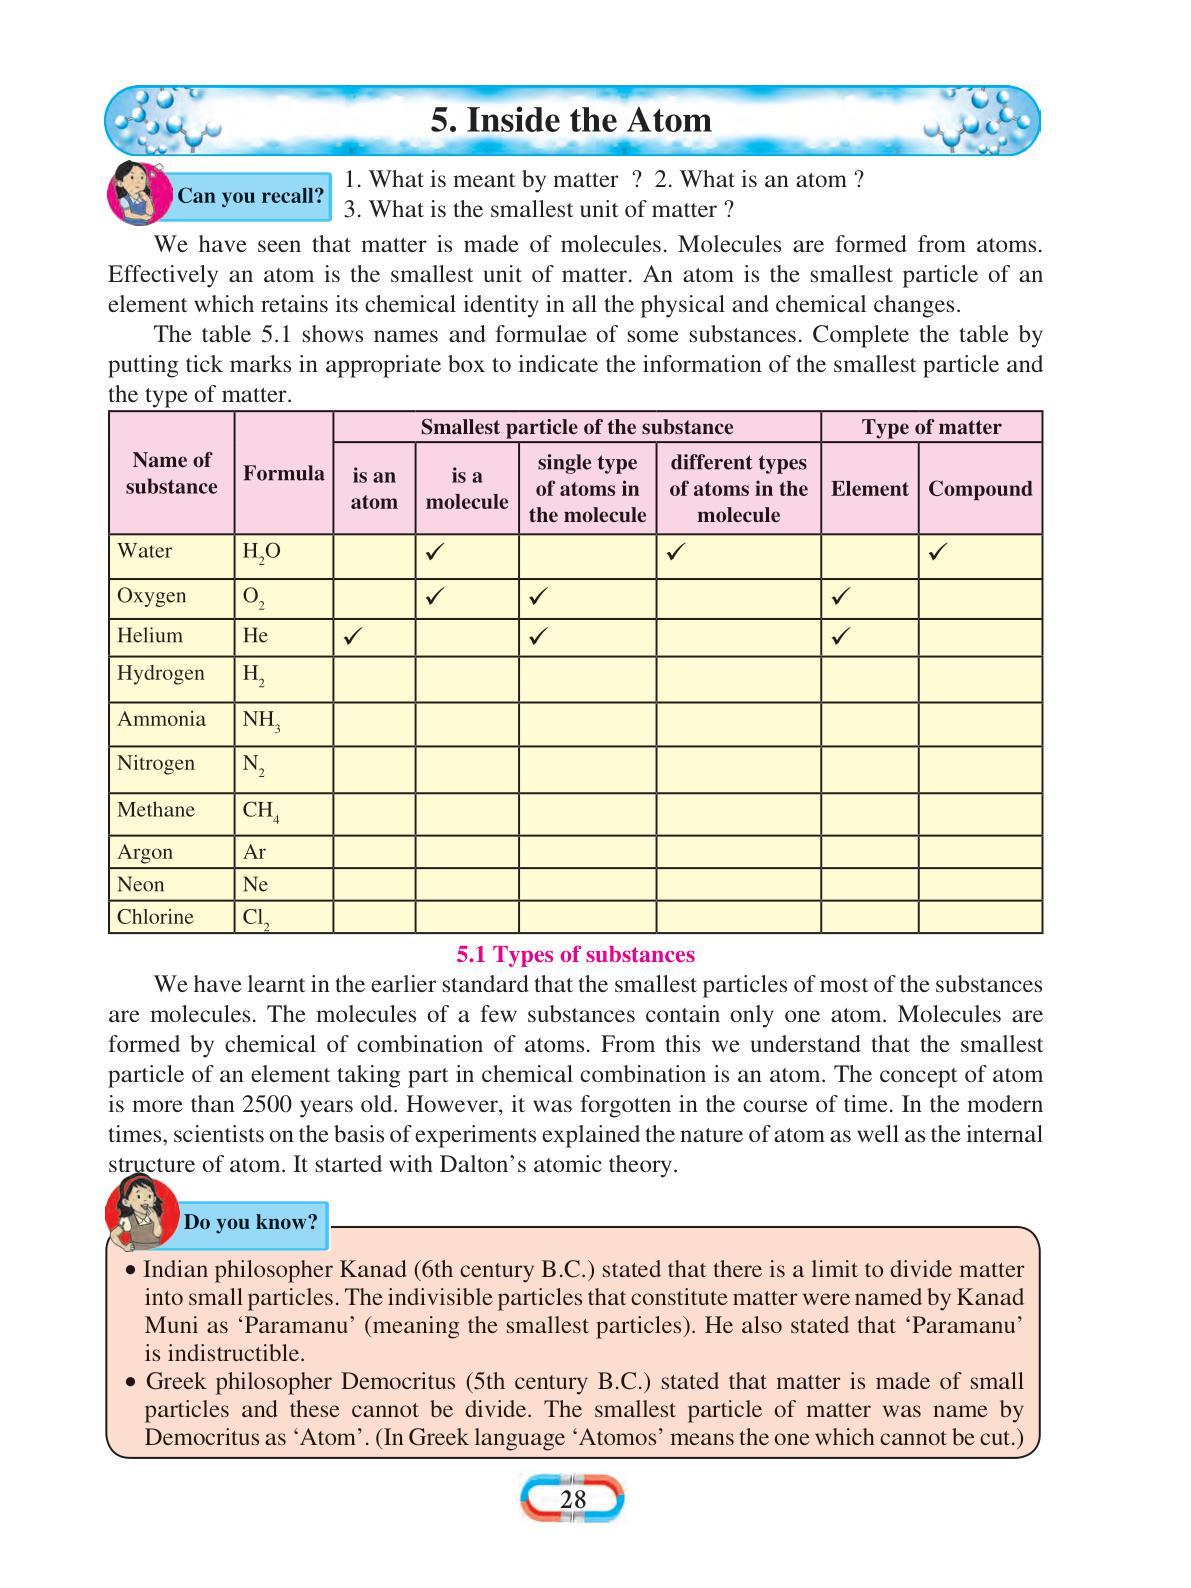 5. Inside the Atom
Can you recall?
1. What is meant by matter ? 2. What is an atom ?
3. What is the smallest unit of matter ?
We have seen that matter is made of molecules. Molecules are formed from atoms.
Effectively an atom is the smallest unit of matter. An atom is the smallest particle of an
element which retains its chemical identity in all the physical and chemical changes.
The table 5.1 shows names and formulae of some substances. Complete the table by
putting tick marks in appropriate box to indicate the information of the smallest particle and
the type of matter.
Name of substance | Formula | Smallest particle of the substance | Type of matter
is an atom | is a molecule | single type of atoms in the molecule | different types of atoms in the molecule | Element | Compound
Water | H₂O | | ✓ | | ✓ | | ✓
Oxygen | O₂ | | ✓ | ✓ | | ✓ |
Helium | He | ✓ | | ✓ | | ✓ |
Hydrogen | H₂ | | | | | |
Ammonia | NH₃ | | | | | |
Nitrogen | N₂ | | | | | |
Methane | CH₄ | | | | | |
Argon | Ar | | | | | |
Neon | Ne | | | | | |
Chlorine | Cl₂ | | | | | |
5.1 Types of substances
We have learnt in the earlier standard that the smallest particles of most of the substances
are molecules. The molecules of a few substances contain only one atom. Molecules are
formed by chemical of combination of atoms. From this we understand that the smallest
particle of an element taking part in chemical combination is an atom. The concept of atom
is more than 2500 years old. However, it was forgotten in the course of time. In the modern
times, scientists on the basis of experiments explained the nature of atom as well as the internal
structure of atom. It started with Dalton’s atomic theory.
Do you know?
• Indian philosopher Kanad (6th century B.C.) stated that there is a limit to divide matter
into small particles. The indivisible particles that constitute matter were named by Kanad
Muni as ‘Paramanu’ (meaning the smallest particles). He also stated that ‘Paramanu’
is indistructible.
• Greek philosopher Democritus (5th century B.C.) stated that matter is made of small
particles and these cannot be divide. The smallest particle of matter was name by
Democritus as ‘Atom’. (In Greek language ‘Atomos’ means the one which cannot be cut.)
28